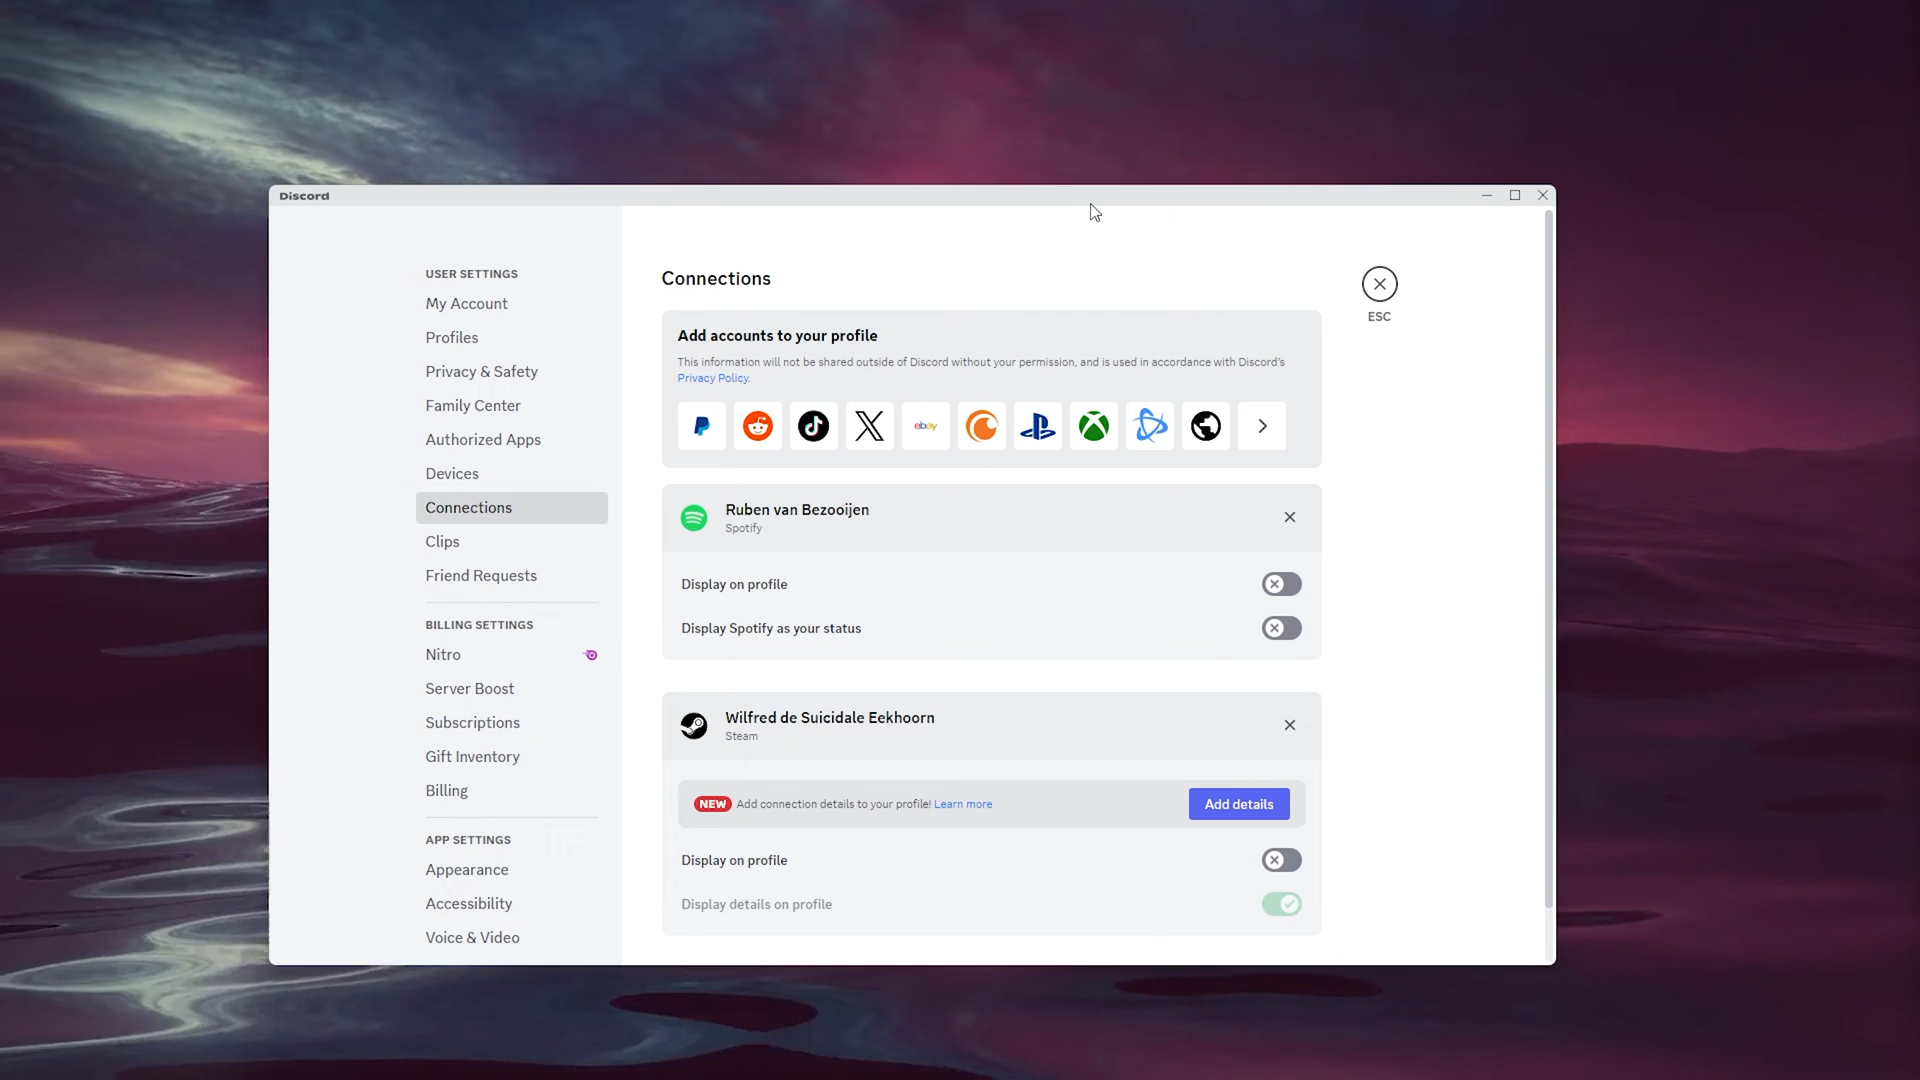 Discord
USER SETTINGS
My Account
Profiles
Privacy & Safety
Family Center
Authorized Apps
Devices
Connections
Clips
Friend Requests
BILLING SETTINGS
Nitro
Server Boost
Subscriptions
Gift Inventory
Billing
APP SETTINGS
Appearance
Accessibility
Voice & Video
Connections
ESC
Add accounts to your profile
This information will not be shared outside of Discord without your permission, and is used in accordance with Discord's
Privacy Policy.
ebay
Ruben van Bezooijen
Spotify
Display on profile
Display Spotify as your status
Wilfred de Suicidale Eekhoorn
Steam
NEW Add connection details to your profile! Learn more
Add details
Display on profile
Display details on profile